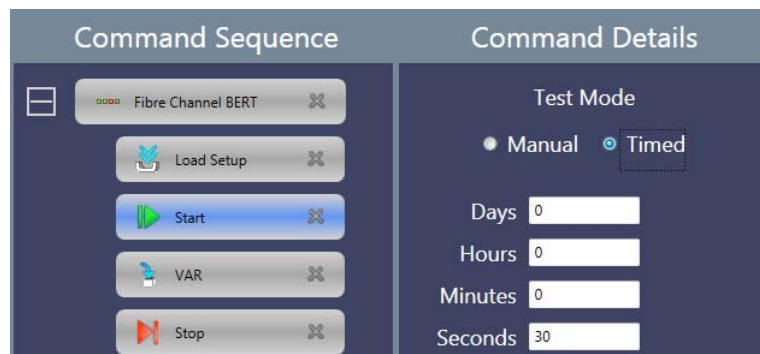 Command Sequence
Fibre Channel BERT
Load Setup
Start
VAR
Stop
Command Details
Test Mode
Manual Timed
Days 0
Hours 0
Minutes 0
Seconds 30